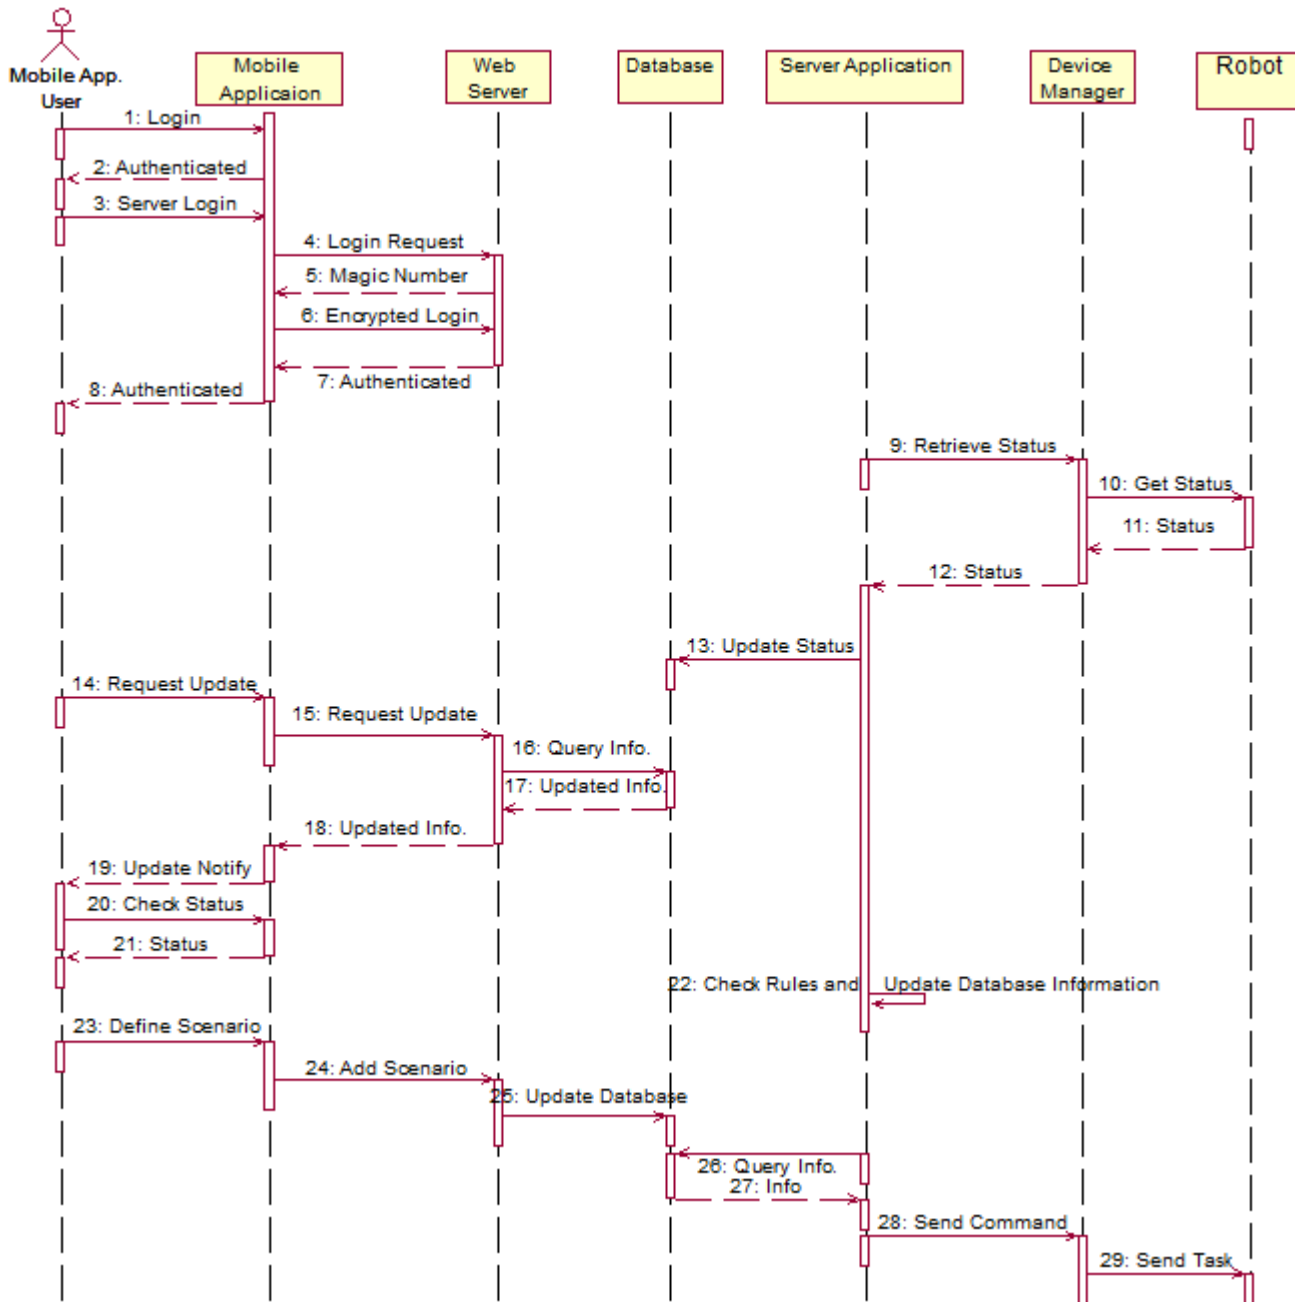 Mobile App.
User
Mobile
Applicaion
Web
Server
Database
Server Application
Device
Manager
Robot
1: Login
2: Authenticated
3: Server Login
4: Login Request
5: Magic Number
6: Encrypted Login
7: Authenticated
8: Authenticated
9: Retrieve Status
10: Get Status
11: Status
12: Status
13: Update Status
14: Request Update
15: Request Update
16: Query Info.
17: Updated Info.
18: Updated Info.
19: Update Notify
20: Check Status
21: Status
22: Check Rules and Update Database Information
23: Define Scenario
24: Add Scenario
25: Update Database
26: Query Info.
27: Info
28: Send Command
29: Send Task